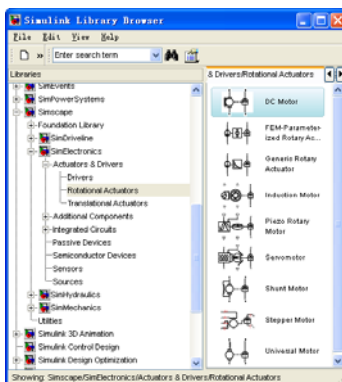 Simulink Library Browser
File Edit View Help
» Enter search term
Libraries
SimEvents
SimPowerSystems
Simscape
Foundation Library
SimDriveline
SimElectronics
Actuators & Drivers
Drivers
Rotational Actuators
Translational Actuators
Additional Components
Integrated Circuits
Passive Devices
Semiconductor Devices
Sensors
Sources
SimHydraulics
SimMechanics
Utilities
Simulink 3D Animation
Simulink Control Design
Simulink Design Optimization
& Drivers/Rotational Actuators
DC Motor
FEM-Parameter-
ized Rotary Ac...
Generic Rotary
Actuator
Induction Motor
Piezo Rotary
Motor
Servomotor
Shunt Motor
Stepper Motor
Universal Motor
Showing: Simscape/SimElectronics/Actuators & Drivers/Rotational Actuators